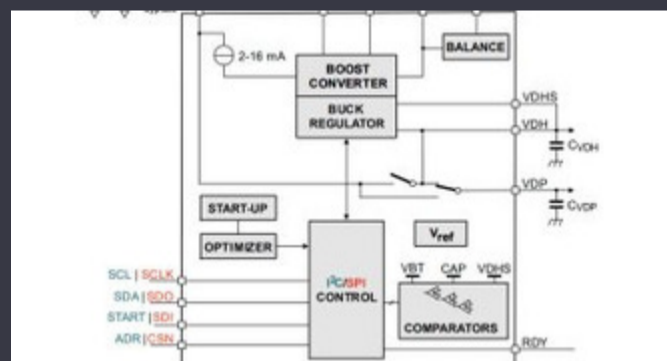 2-16 mA
BALANCE
BOOST
CONVERTER
BUCK
REGULATOR
VDHS
VDH
CVDH
VDP
CVDP
START-UP
OPTIMIZER
Vref
SCL | SCLK
SDA | SDO
START | SDI
ADR | CSN
I²C/SPI
CONTROL
VBT CAP VDHS
COMPARATORS
RDY